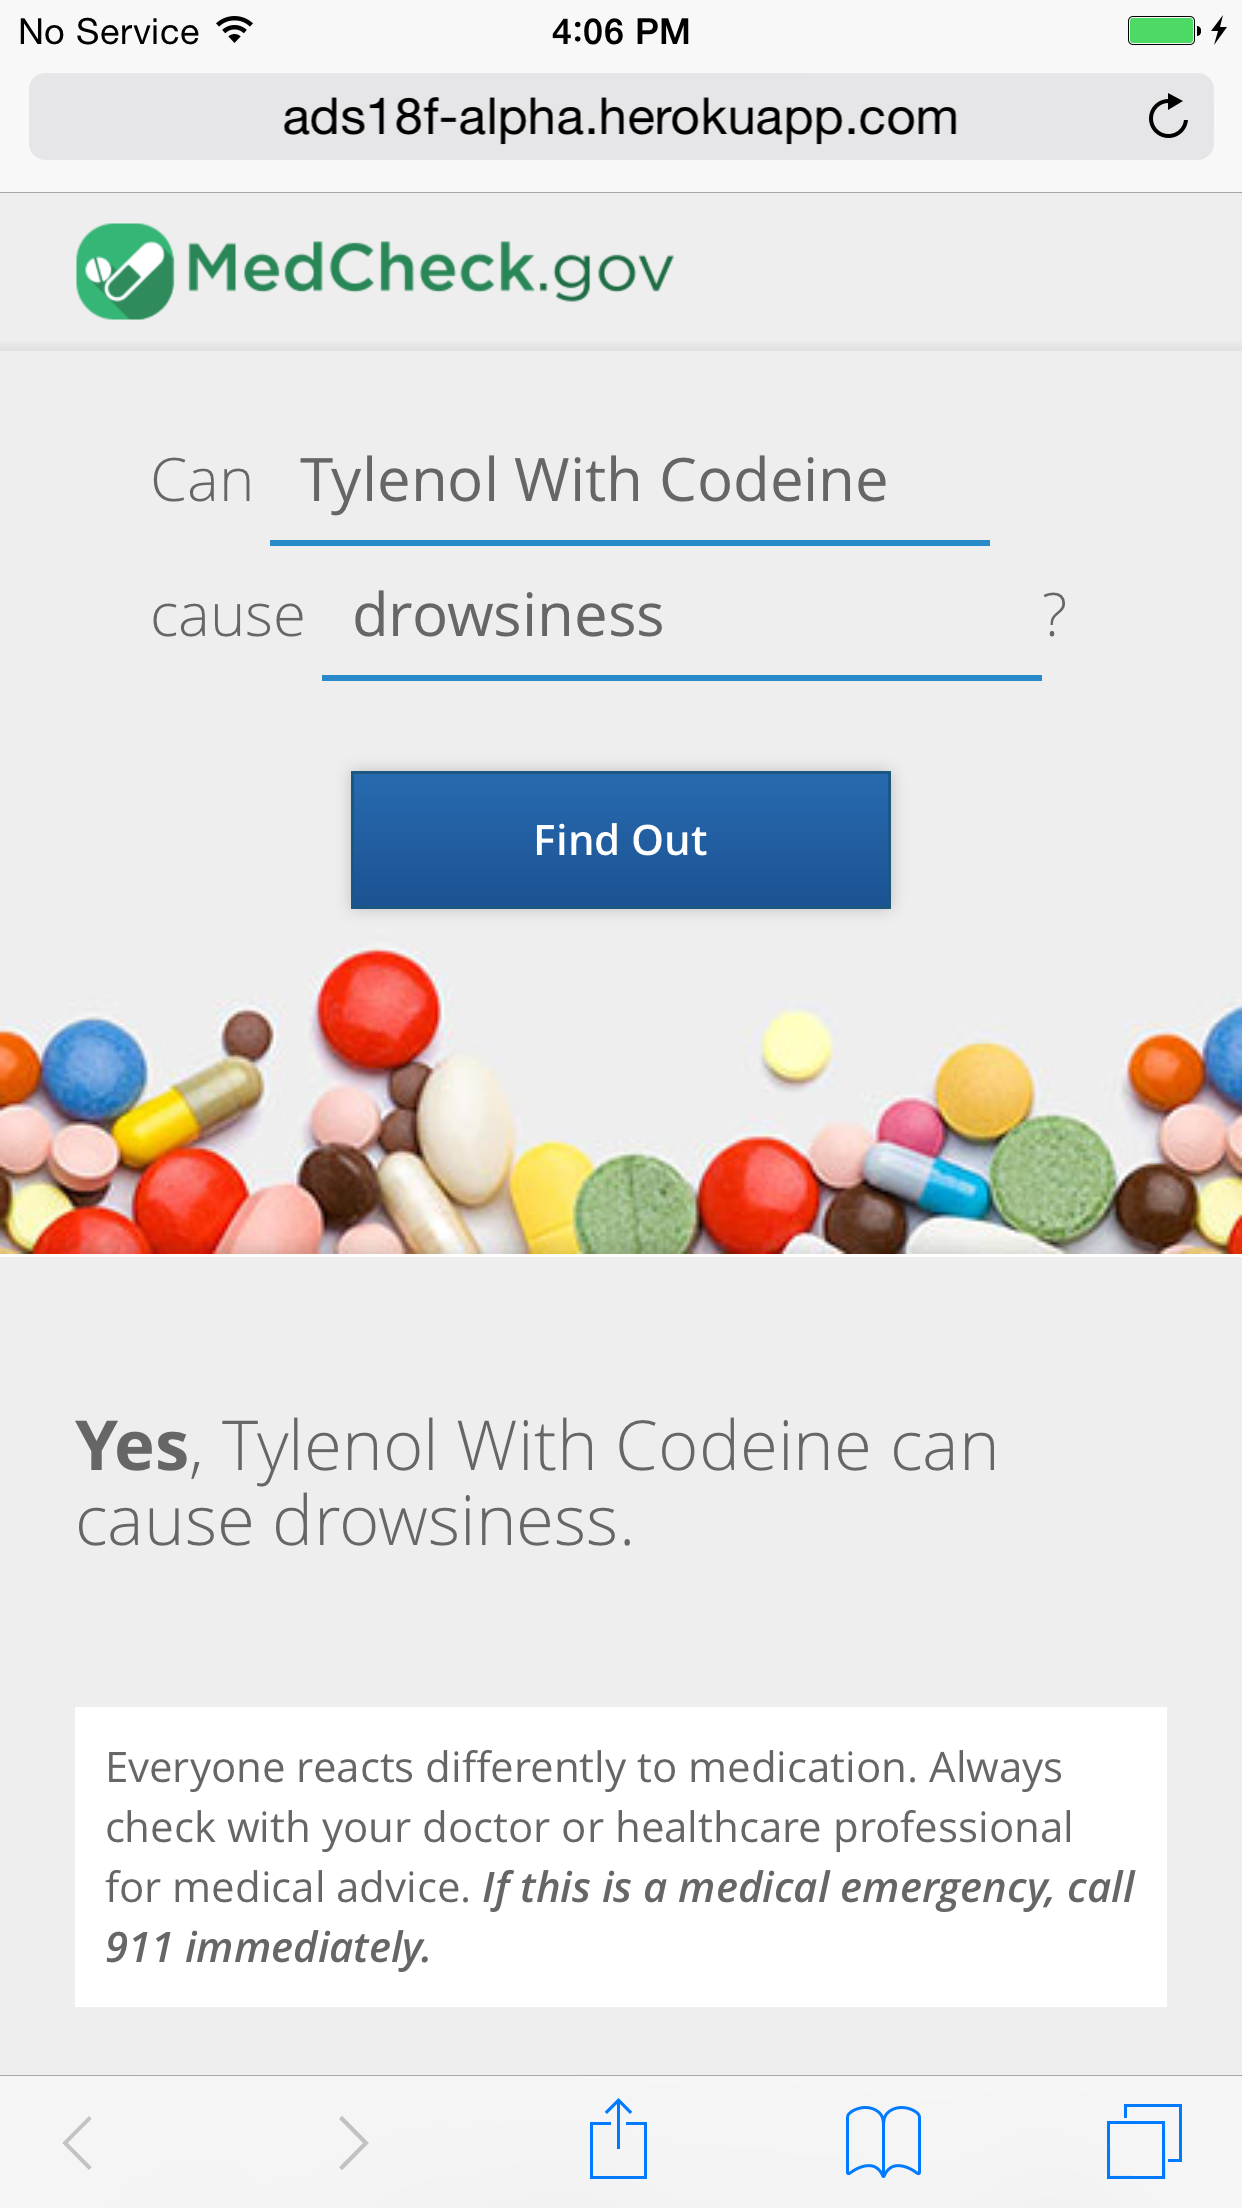 No Service 4:06 PM
ads18f-alpha.herokuapp.com
MedCheck.gov
Can Tylenol With Codeine
cause drowsiness ?
Find Out
Yes, Tylenol With Codeine can
cause drowsiness.
Everyone reacts differently to medication. Always
check with your doctor or healthcare professional
for medical advice. If this is a medical emergency, call
911 immediately.